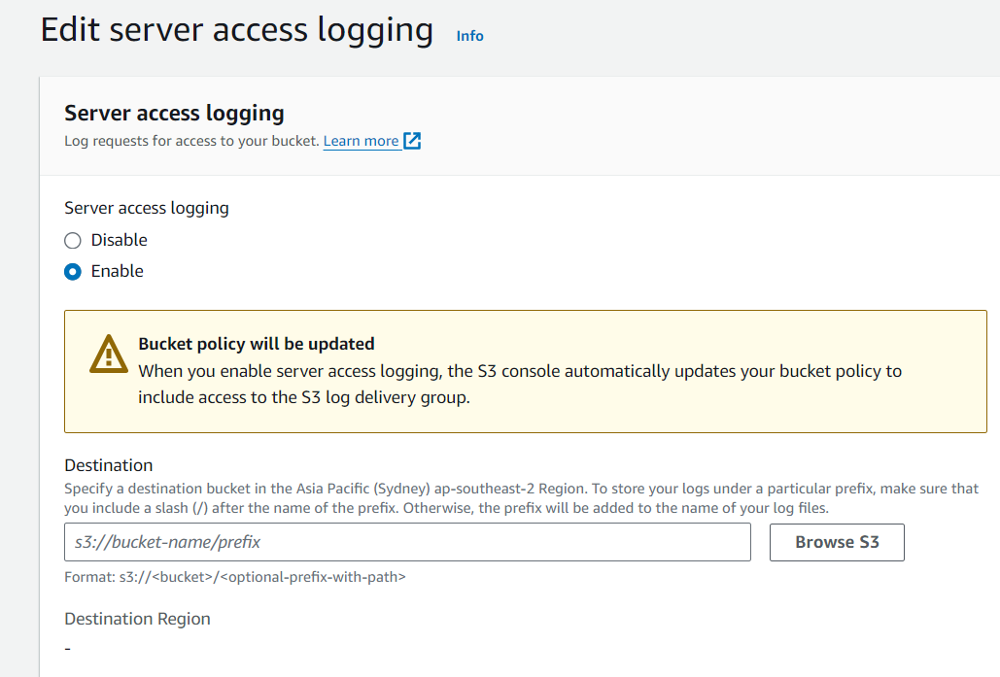 Edit server access logging Info
Server access logging
Log requests for access to your bucket. Learn more
Server access logging
Disable
Enable
Bucket policy will be updated
When you enable server access logging, the S3 console automatically updates your bucket policy to
include access to the S3 log delivery group.
Destination
Specify a destination bucket in the Asia Pacific (Sydney) ap-southeast-2 Region. To store your logs under a particular prefix, make sure that
you include a slash (/) after the name of the prefix. Otherwise, the prefix will be added to the name of your log files.
s3://bucket-name/prefix Browse S3
Format: s3://<bucket>/<optional-prefix-with-path>
Destination Region
-